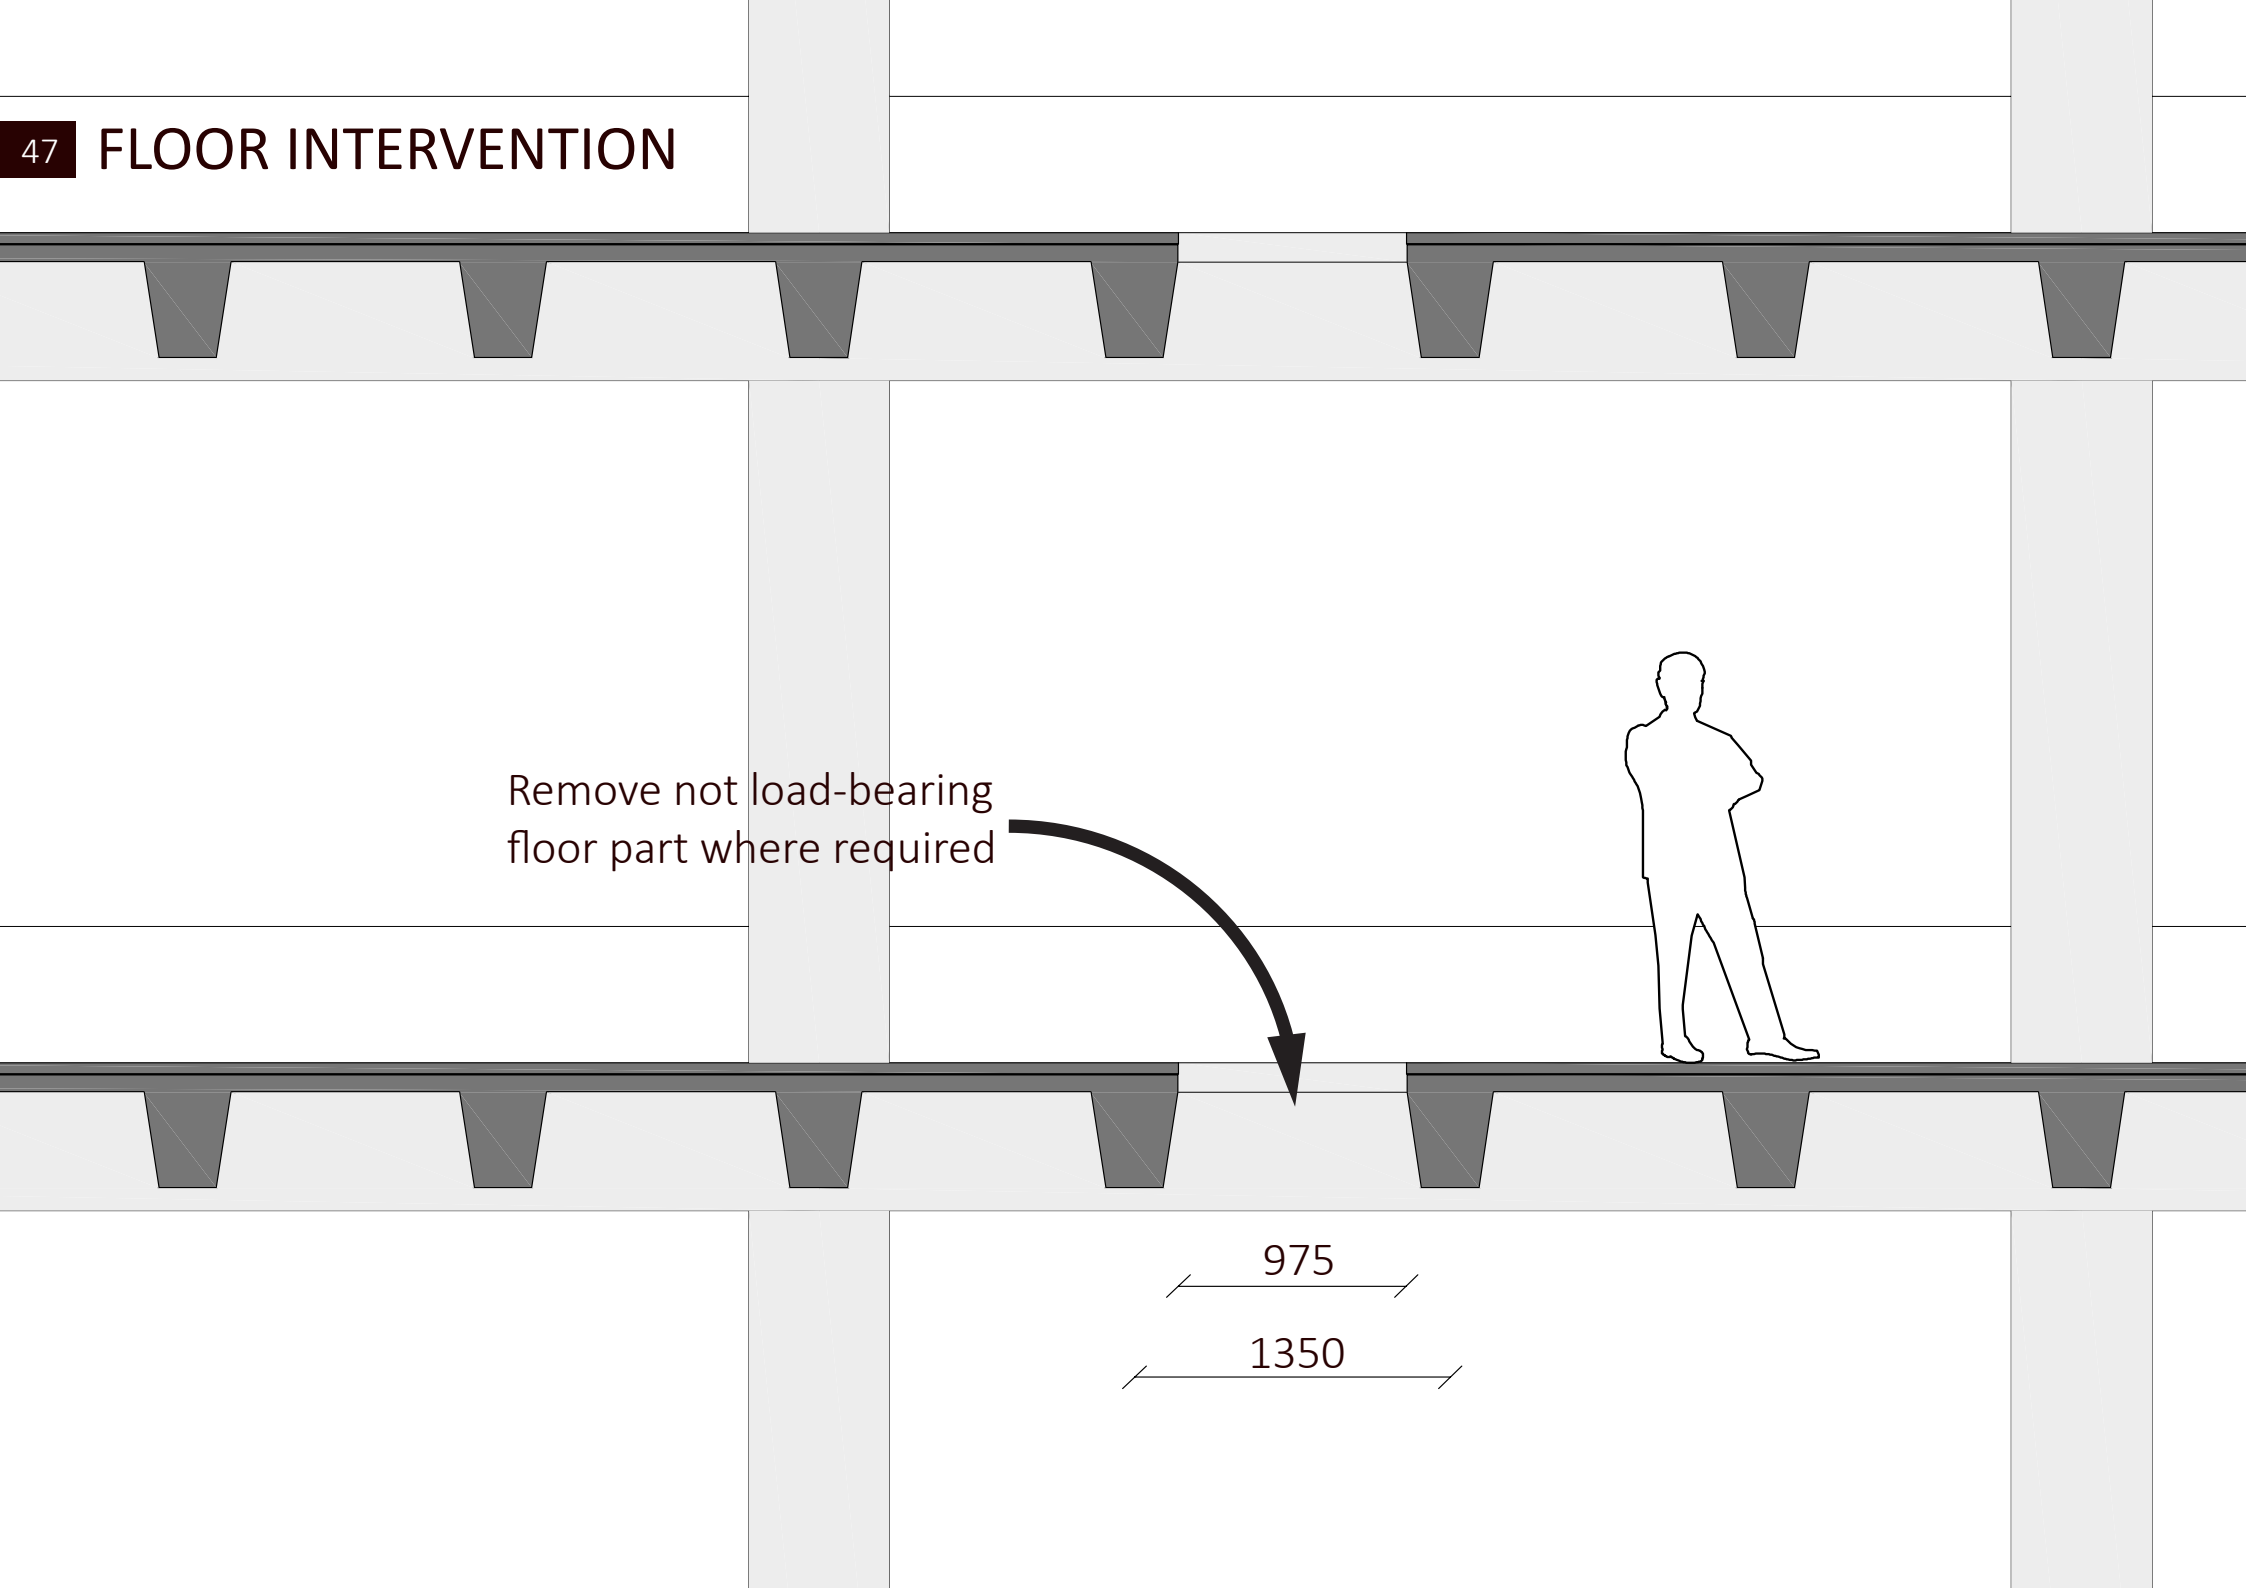 47 FLOOR INTERVENTION
Remove not load-bearing
floor part where required
975
1350